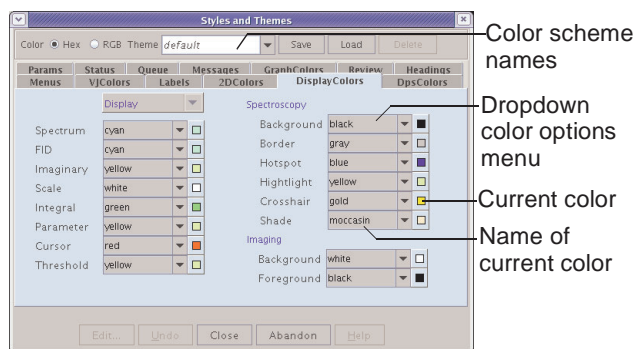 Styles and Themes
Color Hex RGB Theme default Save Load Delete
Params Status Queue Messages GraphColors Review Headings
Menus VJColors Labels 2DColors DisplayColors DpsColors
Display
Spectrum cyan
FID cyan
Imaginary yellow
Scale white
Integral green
Parameter yellow
Cursor red
Threshold yellow
Spectroscopy
Background black
Border gray
Hotspot blue
Hightlight yellow
Crosshair gold
Shade moccasin
Imaging
Background white
Foreground black
Edit... Undo Close Abandon Help
Color scheme
names
Dropdown
color options
menu
Current color
Name of
current color